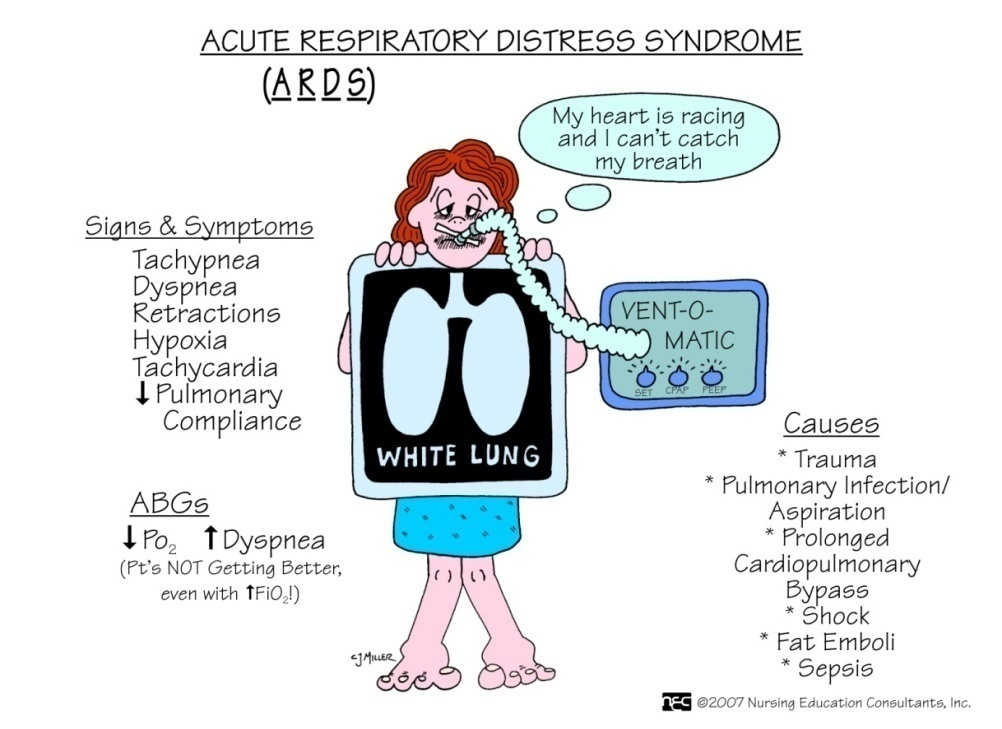 ACUTE RESPIRATORY DISTRESS SYNDROME
(ARDS)
My heart is racing
and I can't catch
my breath
Signs & Symptoms
Tachypnea
Dyspnea
Retractions
Hypoxia
Tachycardia
↓ Pulmonary
Compliance
ABGs
↓ Po₂ ↑ Dyspnea
(Pt's NOT Getting Better,
even with ↑FiO₂!)
VENT-O-
MATIC
SET CPAP PEEP
WHITE LUNG
Causes
* Trauma
* Pulmonary Infection/
Aspiration
* Prolonged
Cardiopulmonary
Bypass
* Shock
* Fat Emboli
* Sepsis
CJMILLER
nec ©2007 Nursing Education Consultants, Inc.